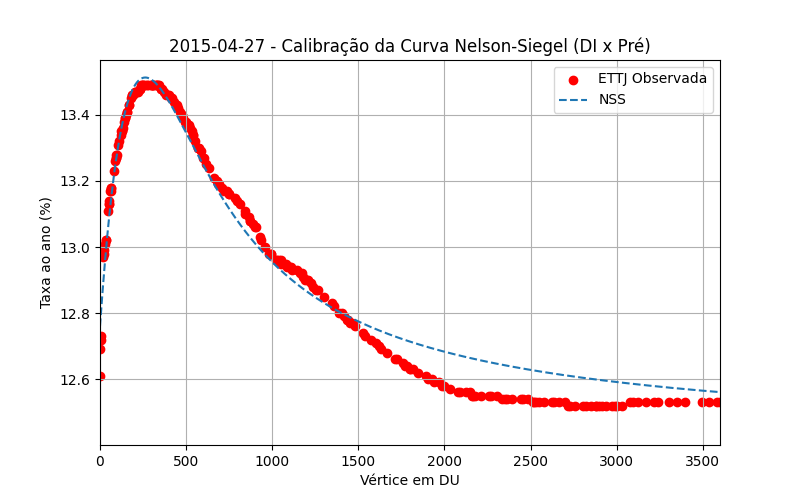 2015-04-27 - Calibração da Curva Nelson-Siegel (DI x Pré)
ETTJ Observada
NSS
Taxa ao ano (%)
13.4
13.2
13.0
12.8
12.6
0 500 1000 1500 2000 2500 3000 3500
Vértice em DU